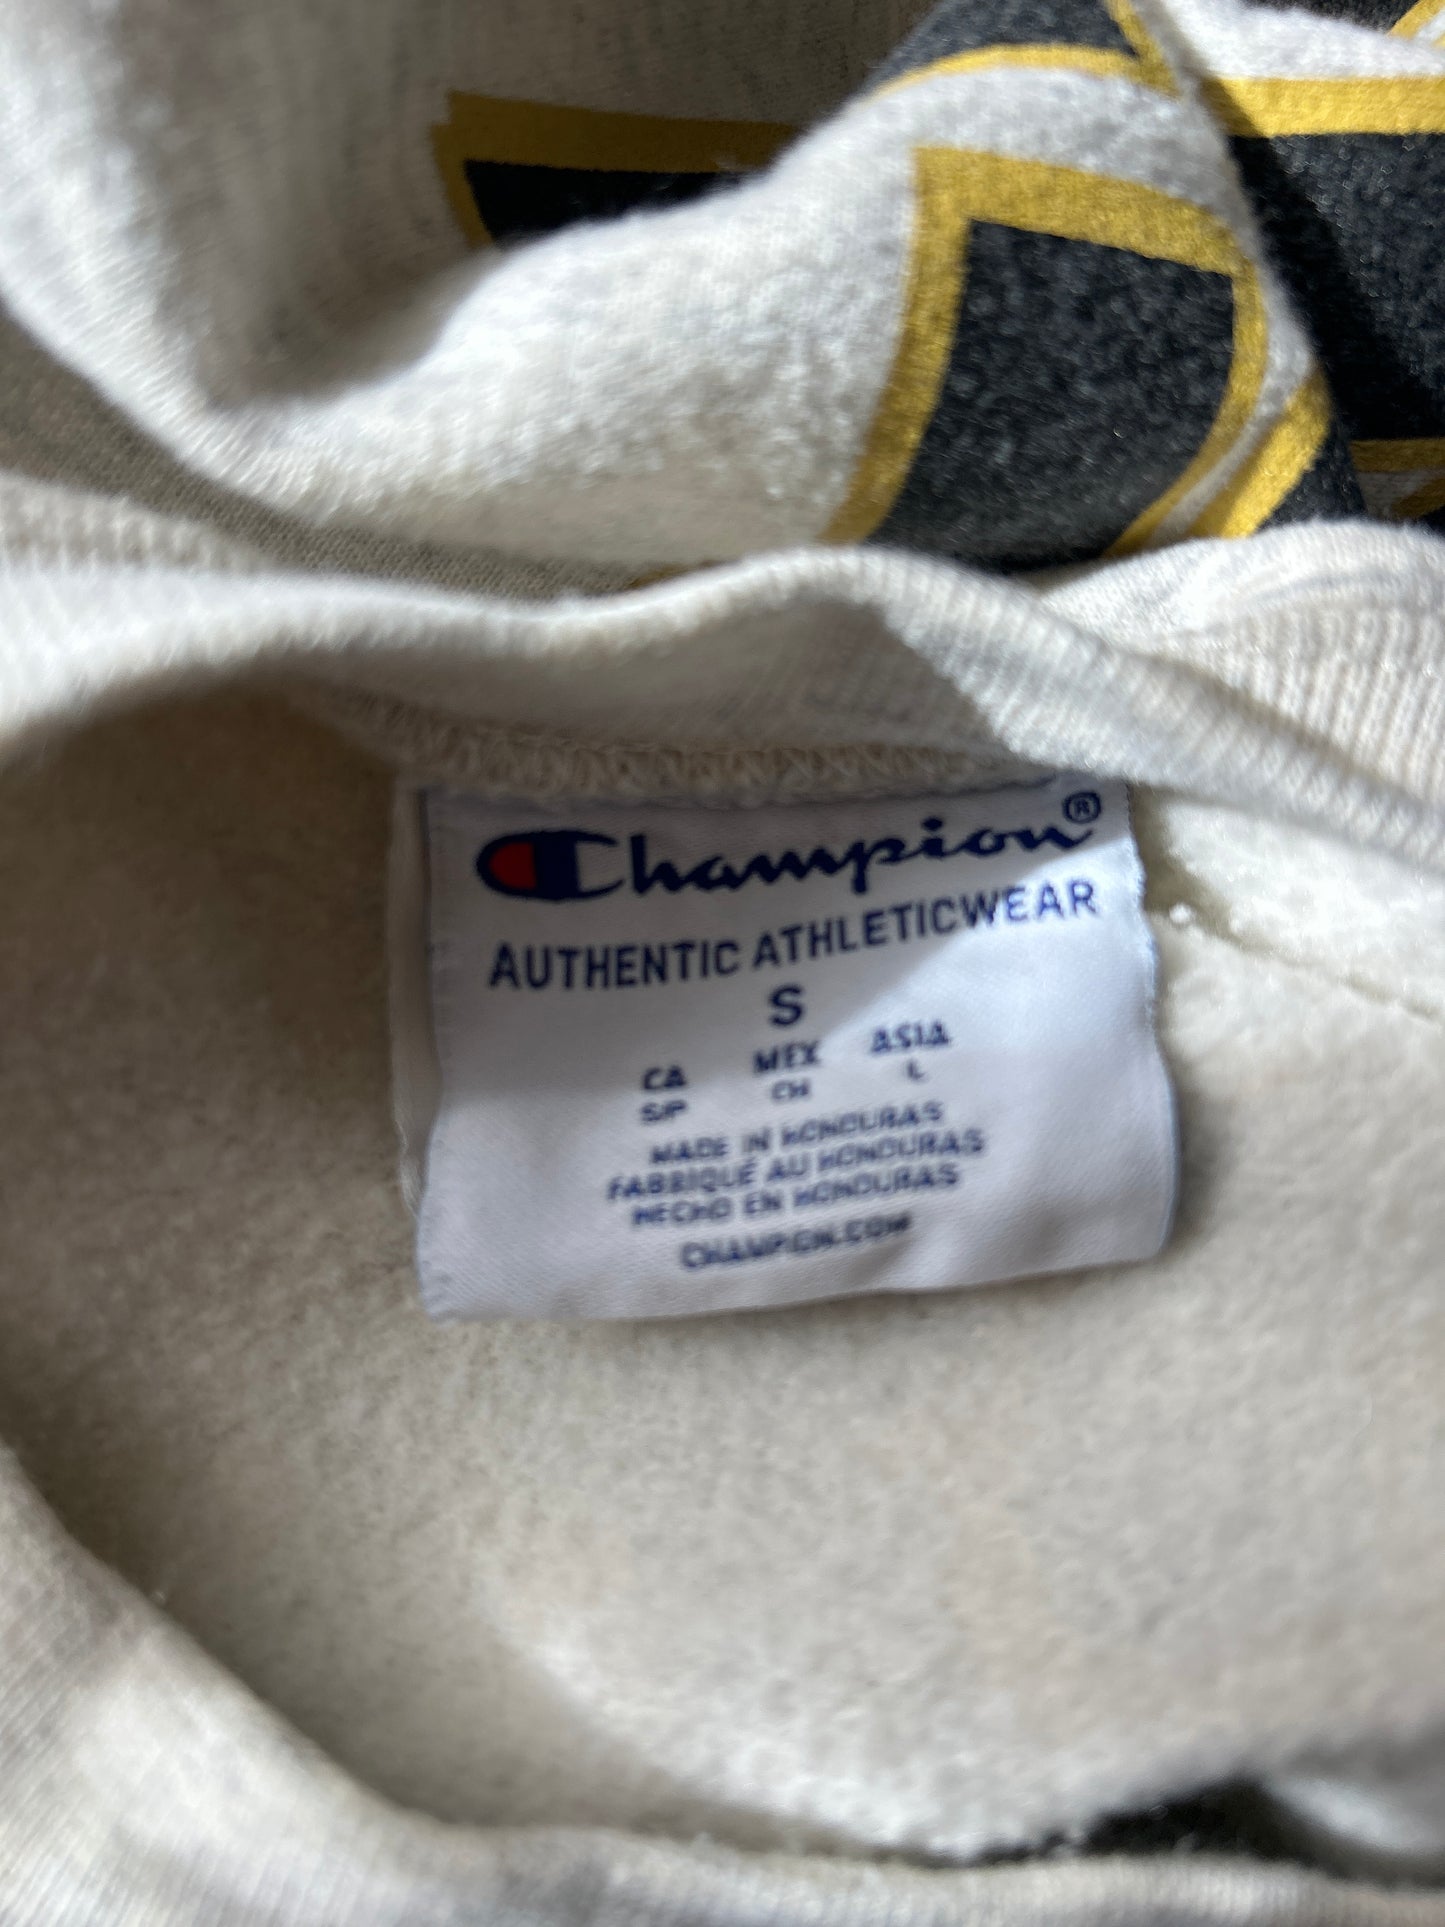 Champion®
AUTHENTIC ATHLETICWEAR
S
CA MEX ASIA
S/P CH L
MADE IN HONDURAS
FABRIQUÉ AU HONDURAS
HECHO EN HONDURAS
CHAMPION.COM